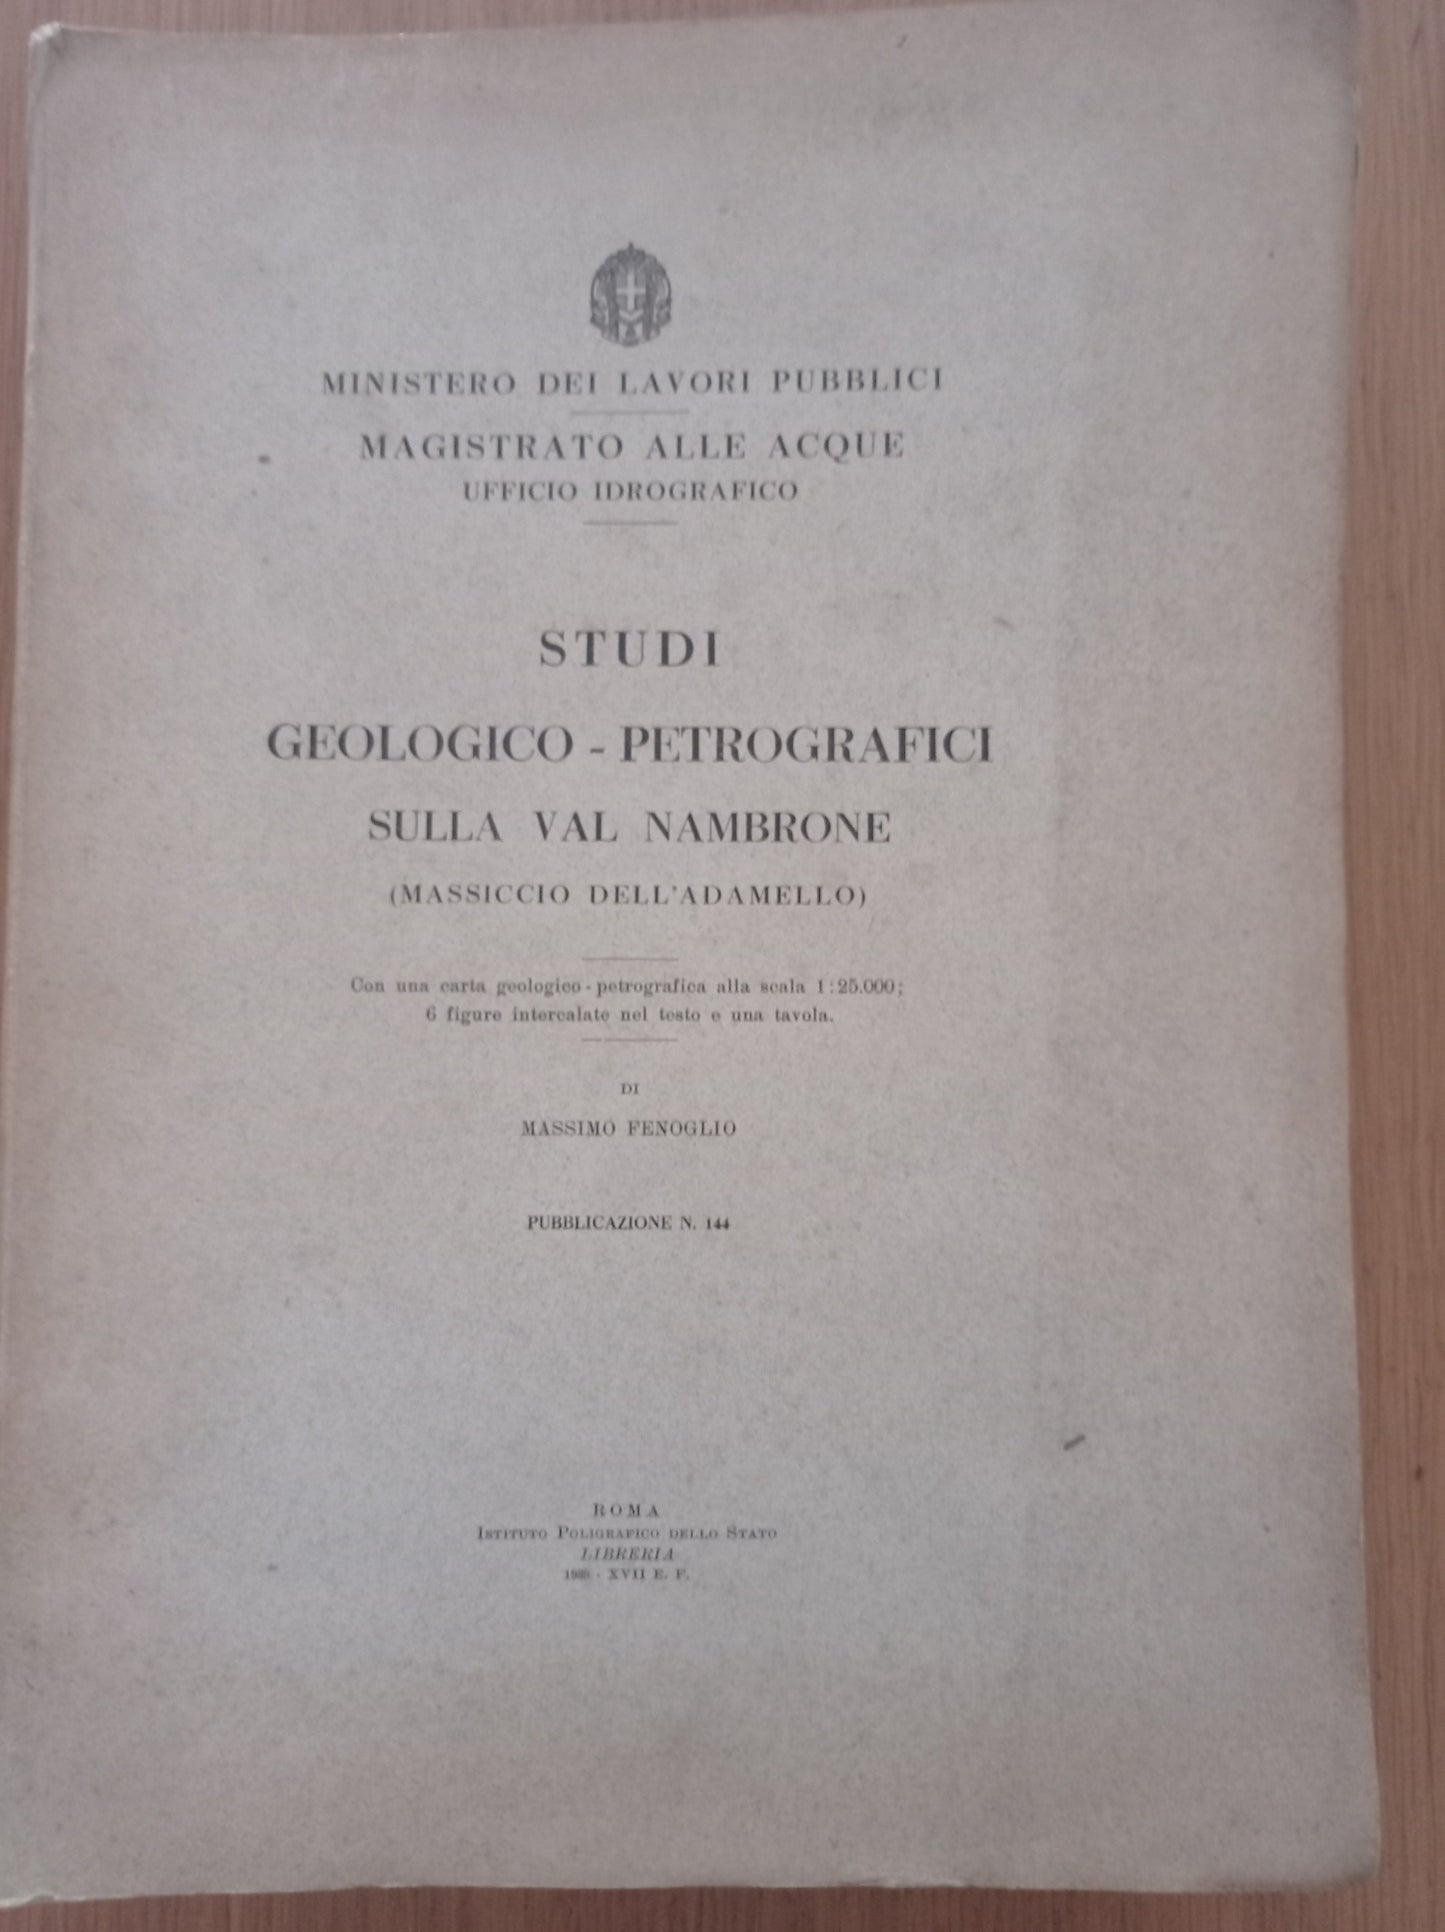 MINISTERO DEI LAVORI PUBBLICI
MAGISTRATO ALLE ACQUE
UFFICIO IDROGRAFICO
STUDI
GEOLOGICO - PETROGRAFICI
SULLA VAL NAMBRONE
(MASSICCIO DELL'ADAMELLO)
Con una carta geologico - petrografica alla scala 1:25.000;
6 figure intercalate nel testo e una tavola.
DI
MASSIMO FENOGLIO
PUBBLICAZIONE N. 144
ROMA
ISTITUTO POLIGRAFICO DELLO STATO
LIBRERIA
XVII E. F.